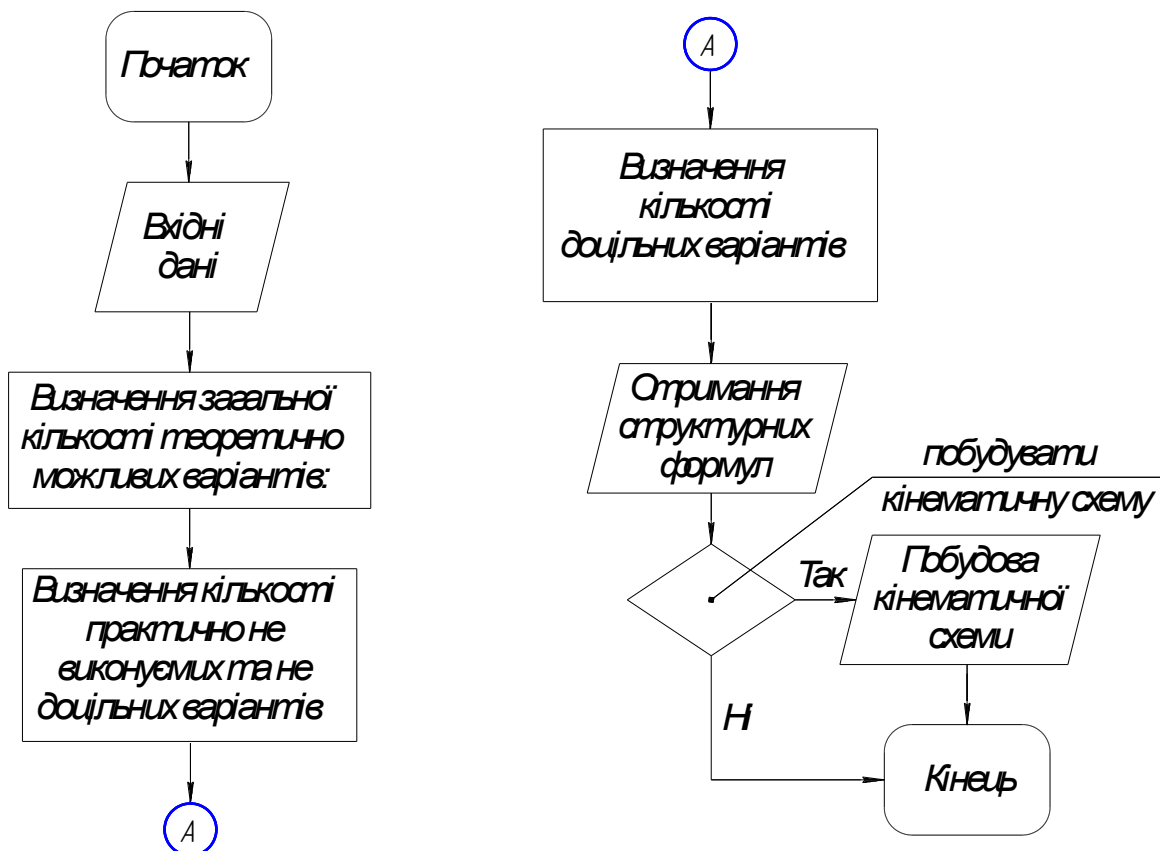 Початок
Вхідні
дані
Визначення загальної
кількості теоретично
можливих варіантів:
Визначення кількості
практично не
виконуємих та не
доцільних варіантів
А
А
Визначення
кількості
доцільних варіантів
Отримання
структурних
формул
побудувати
кінематичну схему
Так
Побудова
кінематичної
схеми
Ні
Кінець